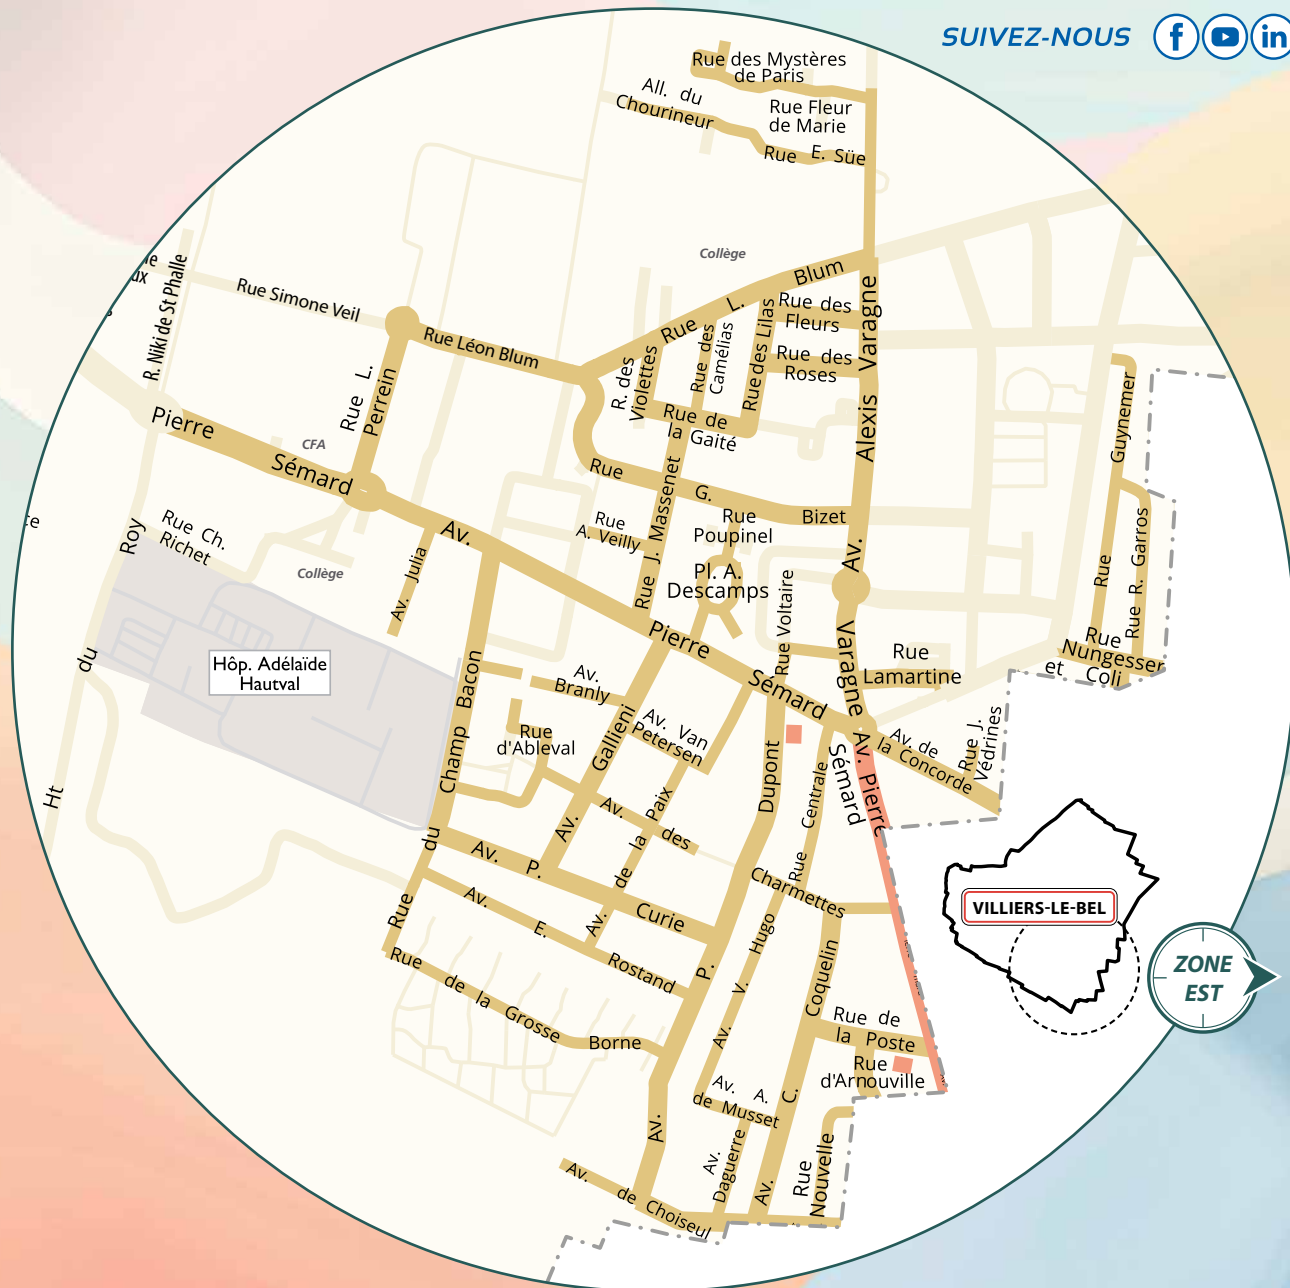 SUIVEZ-NOUS
Rue des Mystères
de Paris
All. du
Chourineur
Rue Fleur
de Marie
Rue E. Süe
Collège
Rue L. Blum
Rue Simone Veil
R. Niki de St Phalle
Rue Léon Blum
Rue L.
Perrein
Rue des
Fleurs
Rue des
Roses
Rue des Lilas
Rue des
Camélias
R. des
Violettes
Rue de
la Gaité
Av. Alexis Varagne
Pierre Sémard
CFA
Rue G. Bizet
Rue
Poupinel
Rue
A. Veilly
Rue J. Massenet
Pl. A.
Descamps
Rue Voltaire
Rue Ch.
Richet
Collège
Av. Julia
Av. Pierre Sémard
Varagne
Rue
Lamartine
Rue Guynemer
Rue R. Garros
Rue
Nungesser
et Coli
Rue J.
Védrines
Av. de
la Concorde
Av. Pierre
Sémard
Hôp. Adélaïde
Hautval
Ht du Roy
Rue du Champ Bacon
Av.
Branly
Rue
d'Ableval
Av. Gallieni
Av. Van
Petersen
Av. de la Paix
Av. des Charmettes
Av. P. Dupont
Rue Centrale
Av. P. Curie
Av. E. Rostand
Rue de la Grosse Borne
Av. V. Hugo
Av. C. Coquelin
Rue de
la Poste
Rue
d'Arnouville
Av. A.
de Musset
Av.
Daguerre
Rue
Nouvelle
Av. de Choiseul
VILLIERS-LE-BEL
ZONE
EST